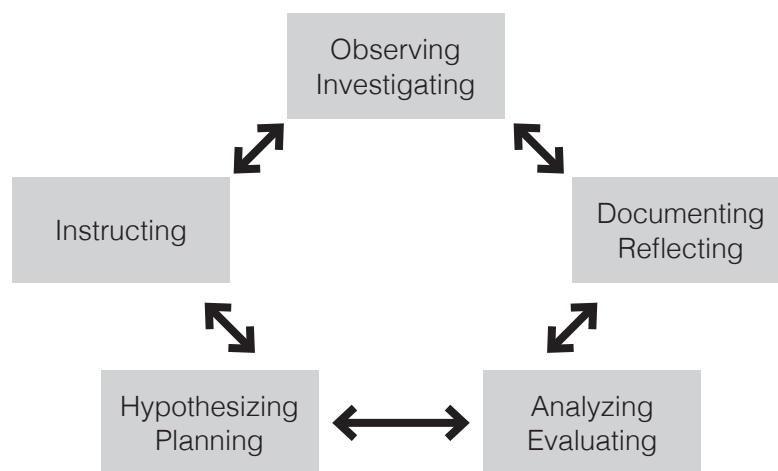 Observing
Investigating
Instructing
Documenting
Reflecting
Hypothesizing
Planning
Analyzing
Evaluating